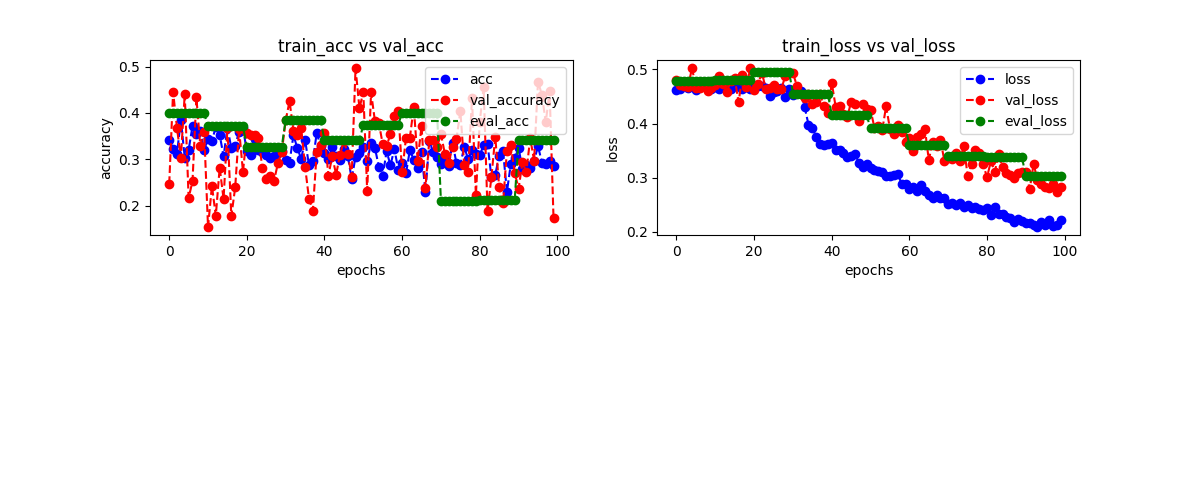 train_acc vs val_acc
accuracy
0.5
0.4
0.3
0.2
acc
val_accuracy
eval_acc
0 20 40 60 80 100
epochs
train_loss vs val_loss
loss
0.5
0.4
0.3
0.2
loss
val_loss
eval_loss
0 20 40 60 80 100
epochs